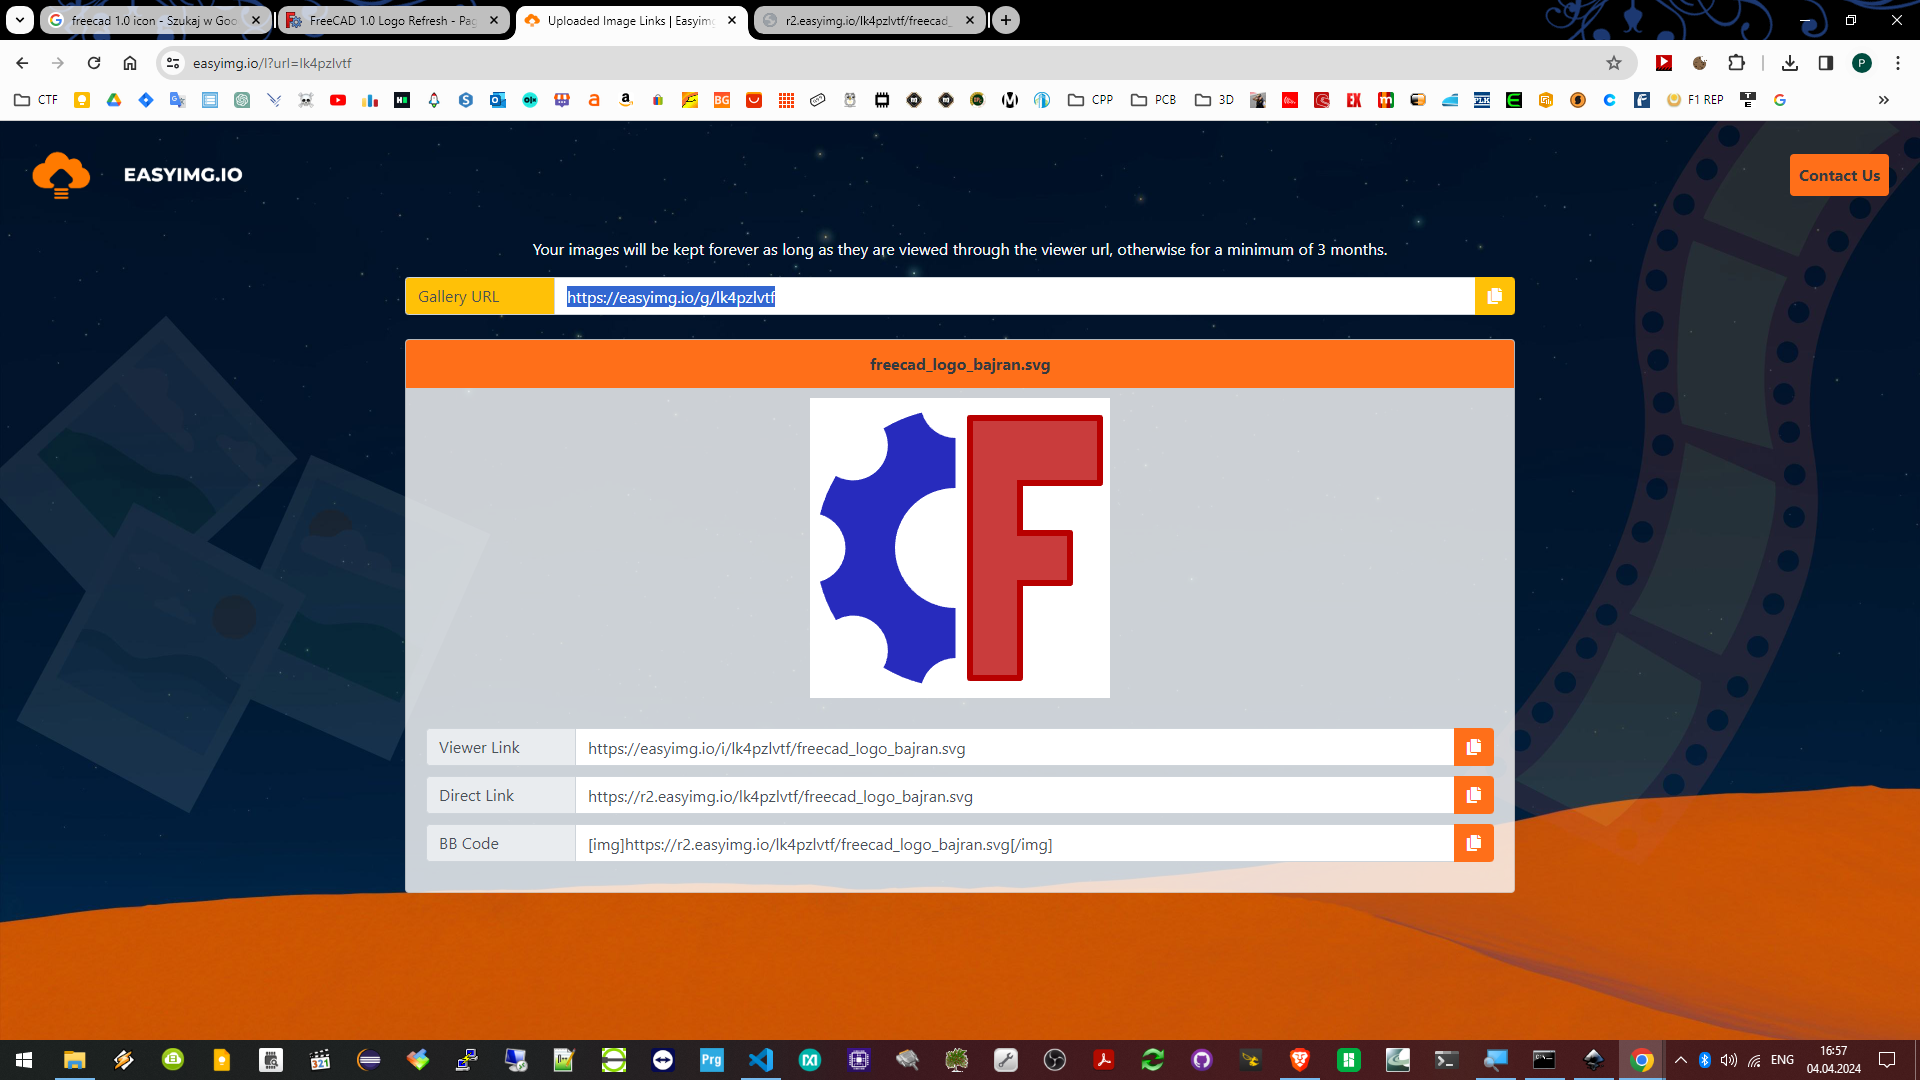 freecad 1.0 icon - Szukaj w Goo
FreeCAD 1.0 Logo Refresh - Pag
Uploaded Image Links | Easyimg
r2.easyimg.io/lk4pzlvtf/freecad_
easyimg.io/l?url=lk4pzlvtf
P
CTF
CPP
PCB
3D
F1 REP
EASYIMG.IO
Contact Us
Your images will be kept forever as long as they are viewed through the viewer url, otherwise for a minimum of 3 months.
Gallery URL
https://easyimg.io/g/lk4pzlvtf
freecad_logo_bajran.svg
F
Viewer Link
https://easyimg.io/i/lk4pzlvtf/freecad_logo_bajran.svg
Direct Link
https://r2.easyimg.io/lk4pzlvtf/freecad_logo_bajran.svg
BB Code
[img]https://r2.easyimg.io/lk4pzlvtf/freecad_logo_bajran.svg[/img]
321
Prg
ENG
16:57
04.04.2024